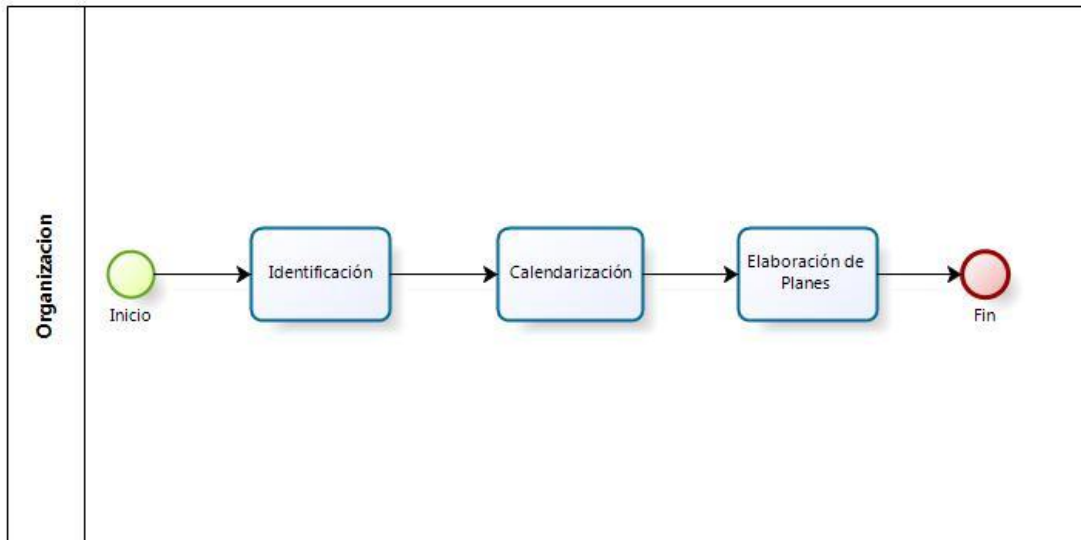 Organizacion
Inicio
Identificación
Calendarización
Elaboración de
Planes
Fin